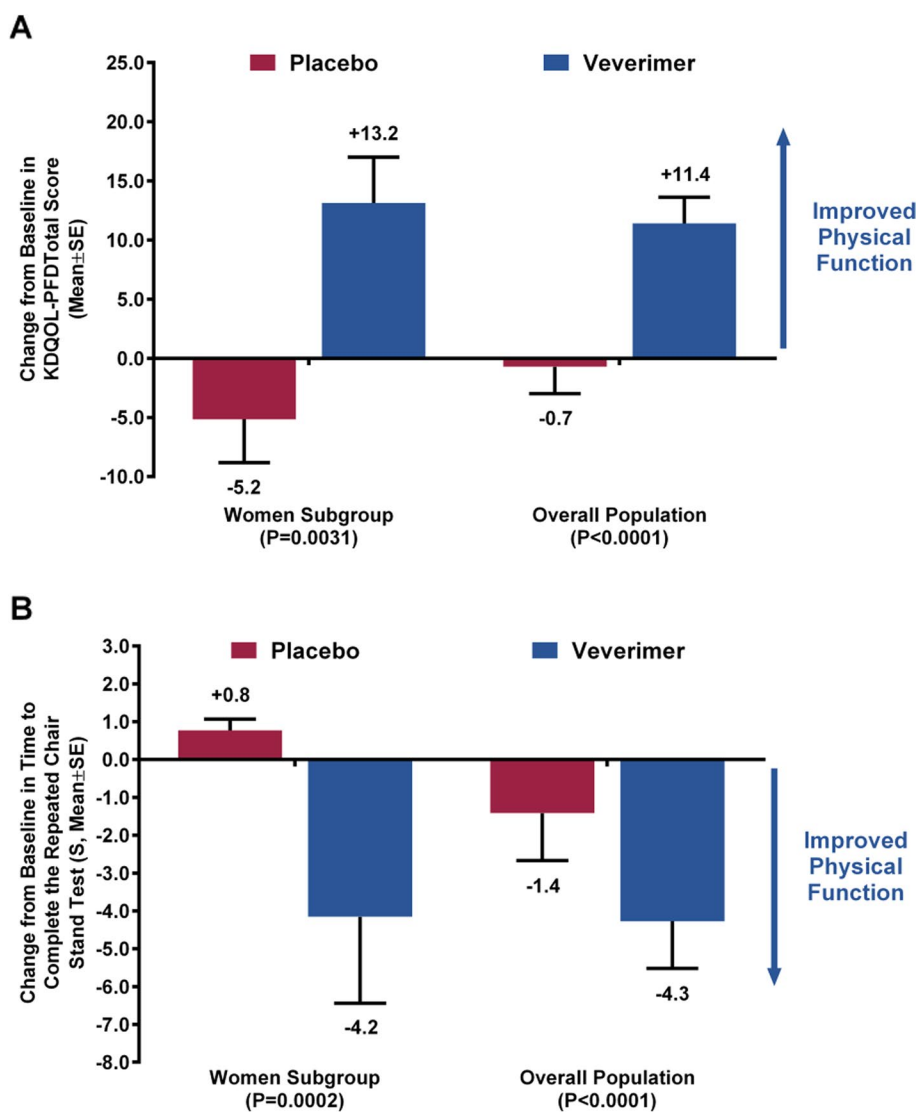 A
Placebo
Veverimer
Change from Baseline in
KDQOL-PFDTotal Score
(Mean±SE)
25.0
20.0
15.0
10.0
5.0
0.0
-5.0
-10.0
+13.2
+11.4
-0.7
-5.2
Improved
Physical
Function
Women Subgroup
(P=0.0031)
Overall Population
(P<0.0001)
B
Placebo
Veverimer
Change from Baseline in Time to
Complete the Repeated Chair
Stand Test (S, Mean±SE)
3.0
2.0
1.0
0.0
-1.0
-2.0
-3.0
-4.0
-5.0
-6.0
-7.0
-8.0
+0.8
-4.2
-1.4
-4.3
Improved
Physical
Function
Women Subgroup
(P=0.0002)
Overall Population
(P<0.0001)